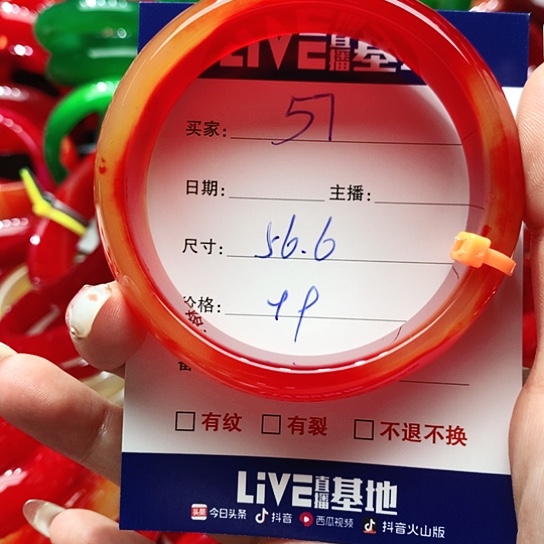 LIVE直播基地
买家: 57
日期: 主播:
尺寸: 56.6
价格:
有纹 有裂 不退不换
LIVE直播基地
头条 今日头条 抖音 西瓜视频 抖音火山版